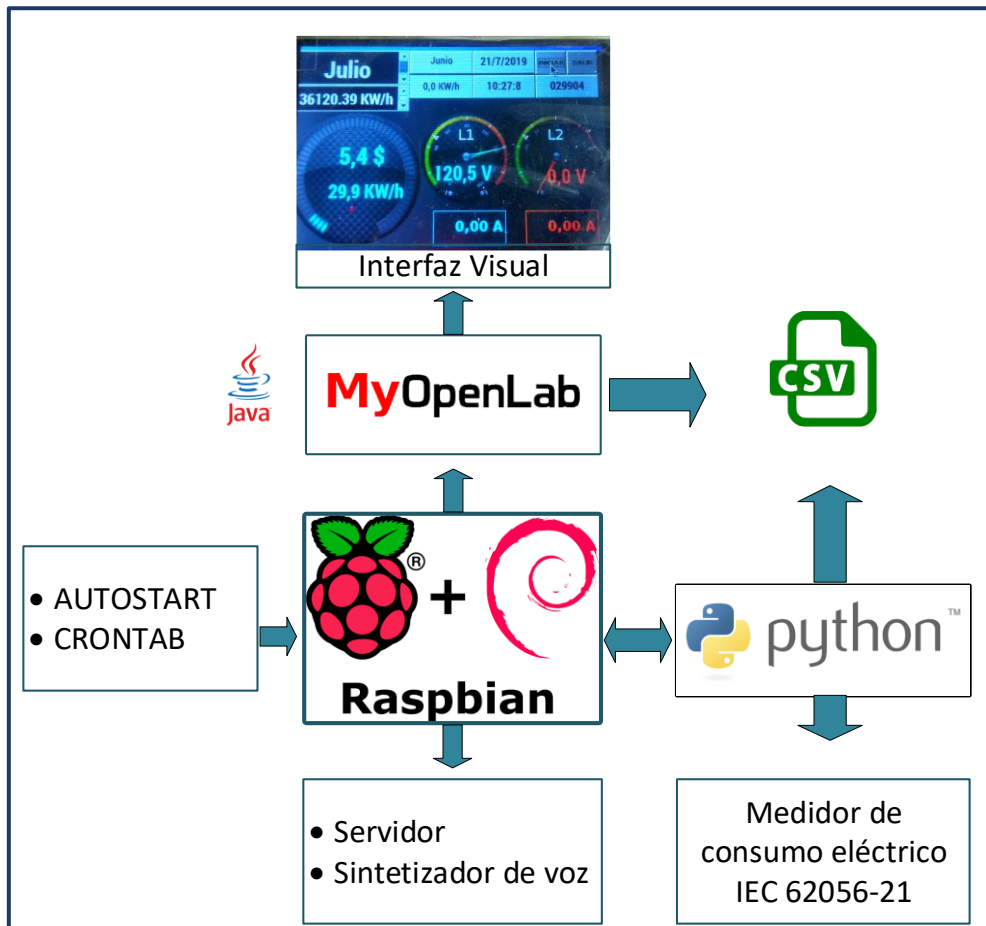 Julio
Junio
21/7/2019
36120.39 KW/h
0,0 KW/h
10:27:8
029904
5,4 $
29,9 KW/h
L1
120,5 V
L2
0,0 V
0,00 A
0,00 A
Interfaz Visual
Java
MyOpenLab
CSV
• AUTOSTART
• CRONTAB
® +
Raspbian
python™
• Servidor
• Sintetizador de voz
Medidor de
consumo eléctrico
IEC 62056-21